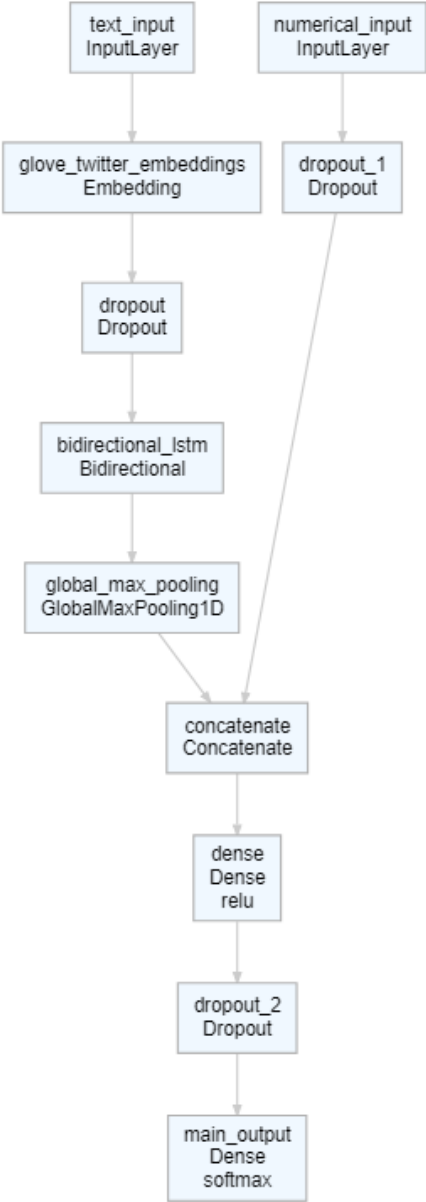 text_input
InputLayer
numerical_input
InputLayer
glove_twitter_embeddings
Embedding
dropout_1
Dropout
dropout
Dropout
bidirectional_lstm
Bidirectional
global_max_pooling
GlobalMaxPooling1D
concatenate
Concatenate
dense
Dense
relu
dropout_2
Dropout
main_output
Dense
softmax